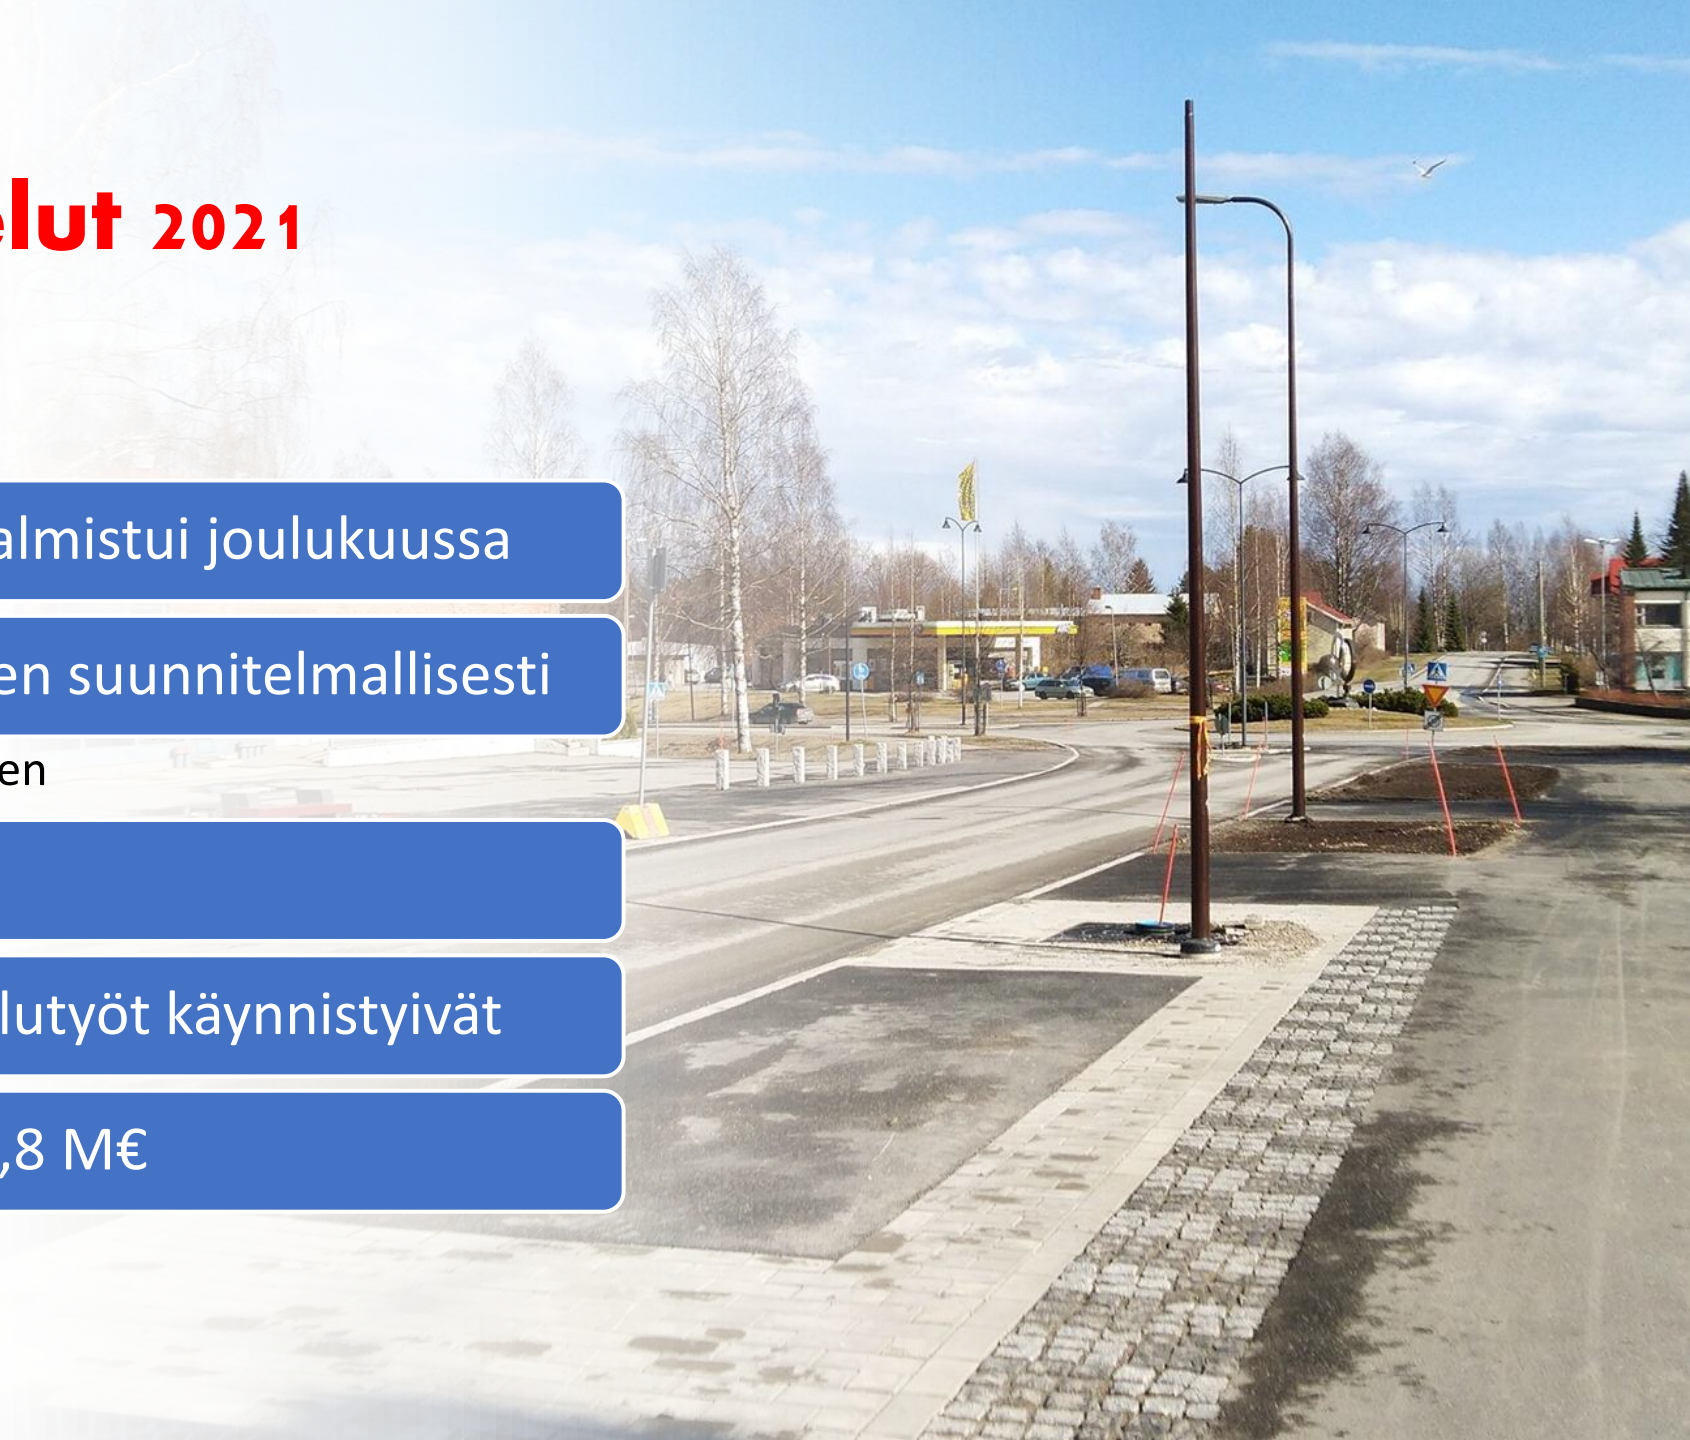 elut 2021
almistui joulukuussa
en suunnitelmallisesti
en
lutyöt käynnistyivät
,8 M€